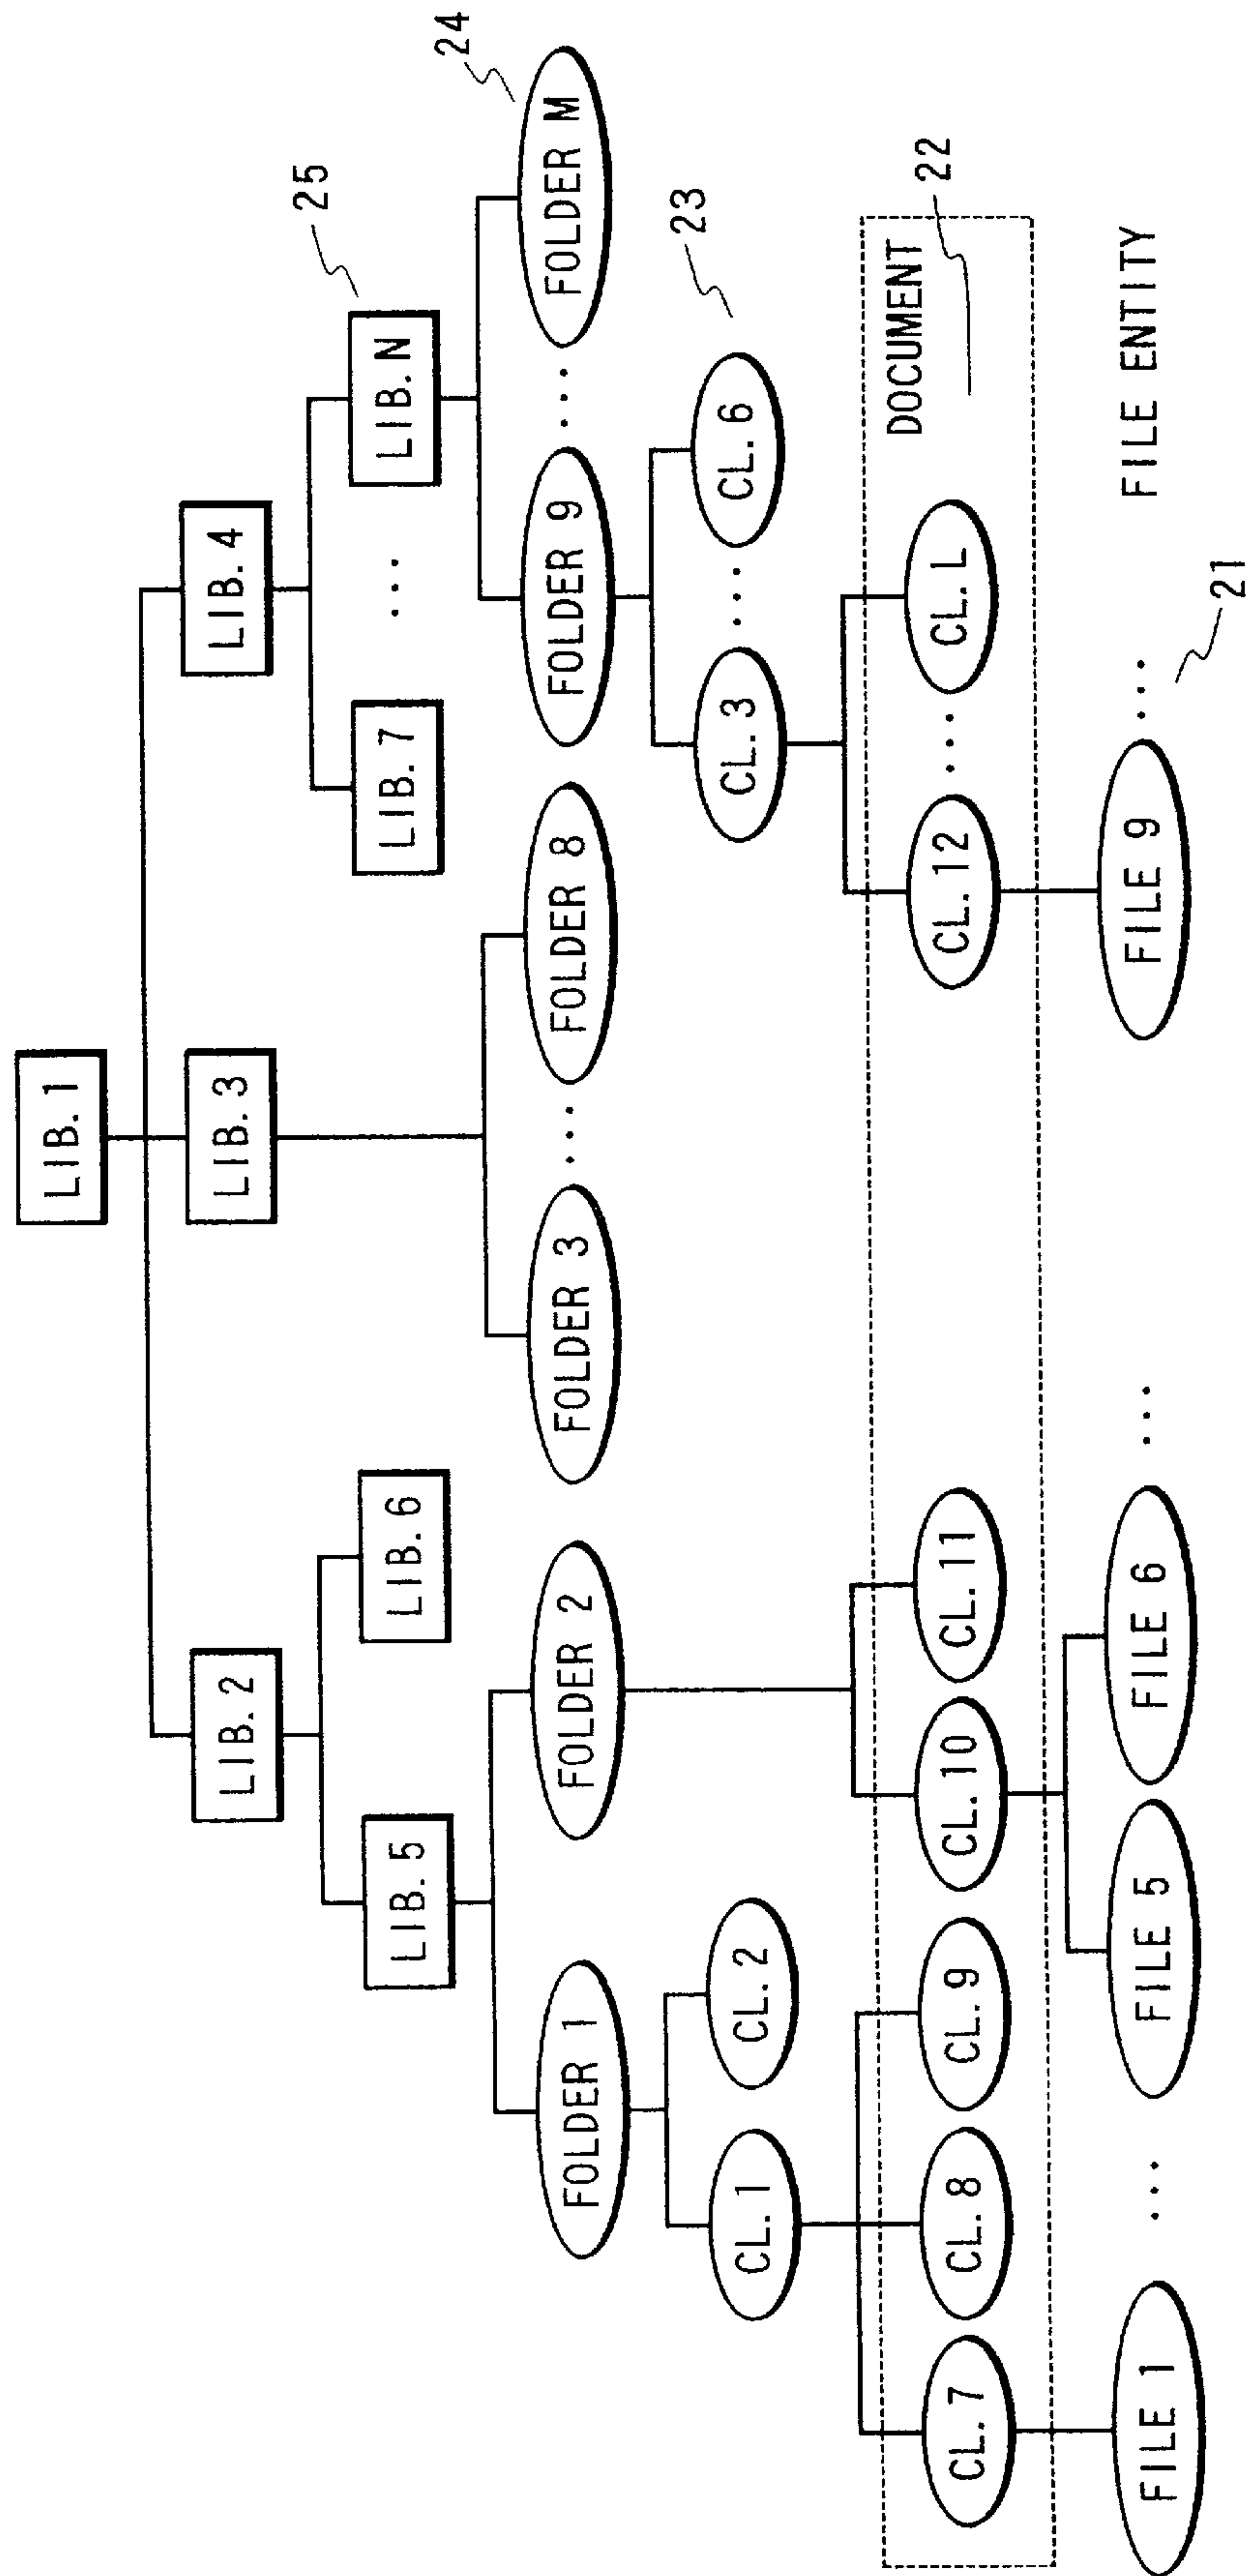 LIB. 1
LIB. 2
LIB. 3
LIB. 4
LIB. 5
LIB. 6
LIB. 7
...
LIB. N
25
FOLDER 1
FOLDER 2
FOLDER 3
...
FOLDER 8
FOLDER 9
...
FOLDER M
24
CL. 1
CL. 2
CL. 3
...
CL. 6
23
DOCUMENT
CL. 7
CL. 8
CL. 9
CL. 10
CL. 11
CL. 12
...
CL. L
22
FILE 1
...
FILE 5
FILE 6
...
FILE 9
...
21
FILE ENTITY